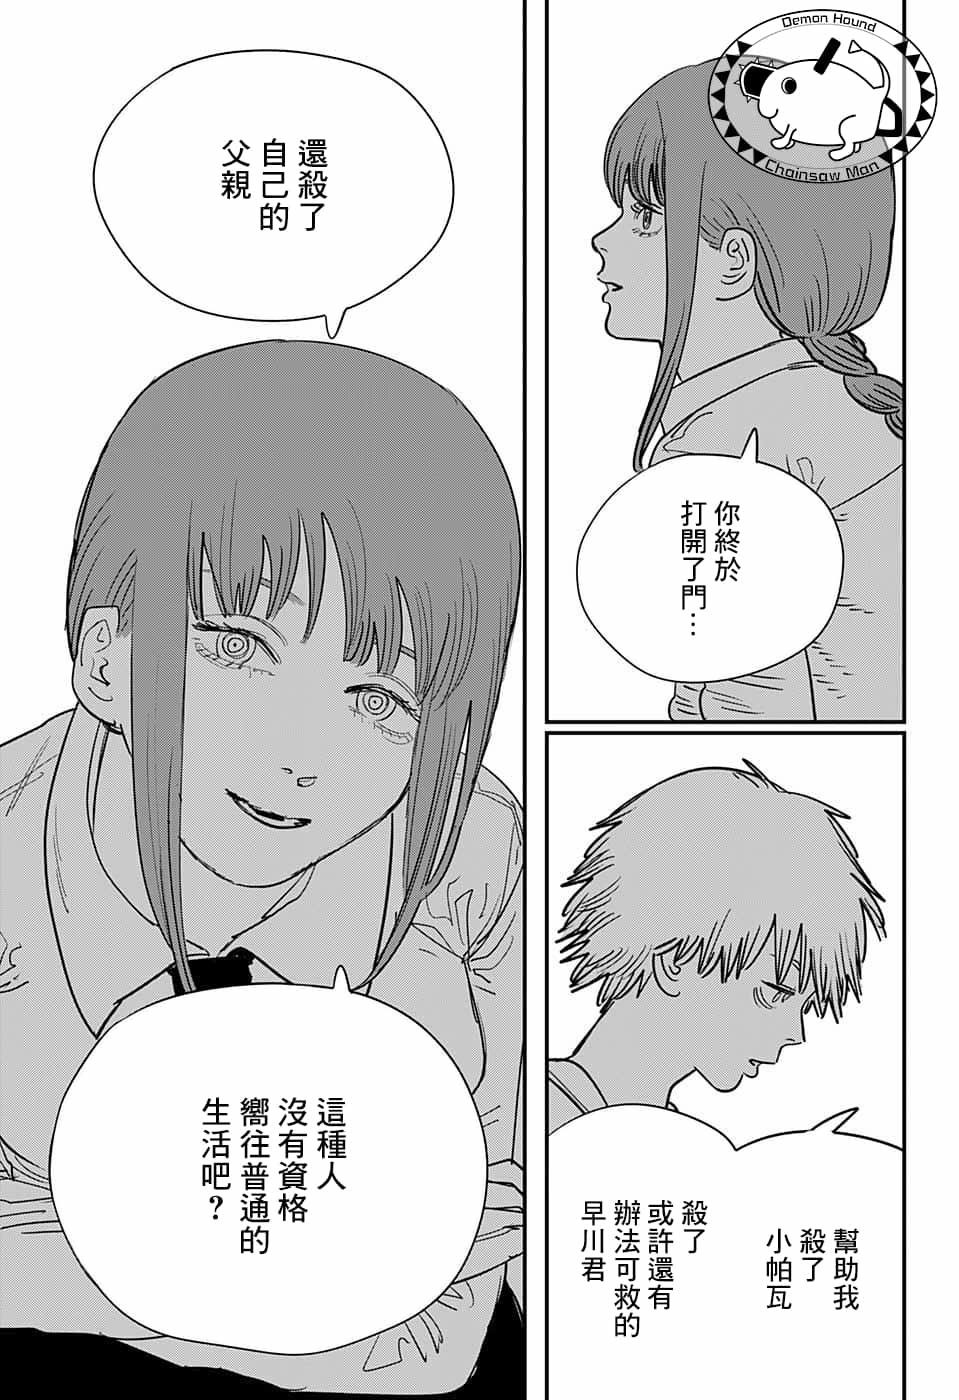 Demon Hound
Chainsaw Man
你終於
打開了門…
幫助我
殺了
小帕瓦
殺了
或許還有
辦法可救的
早川君
還殺了
自己的
父親
這種人
沒有資格
嚮往普通的
生活吧?